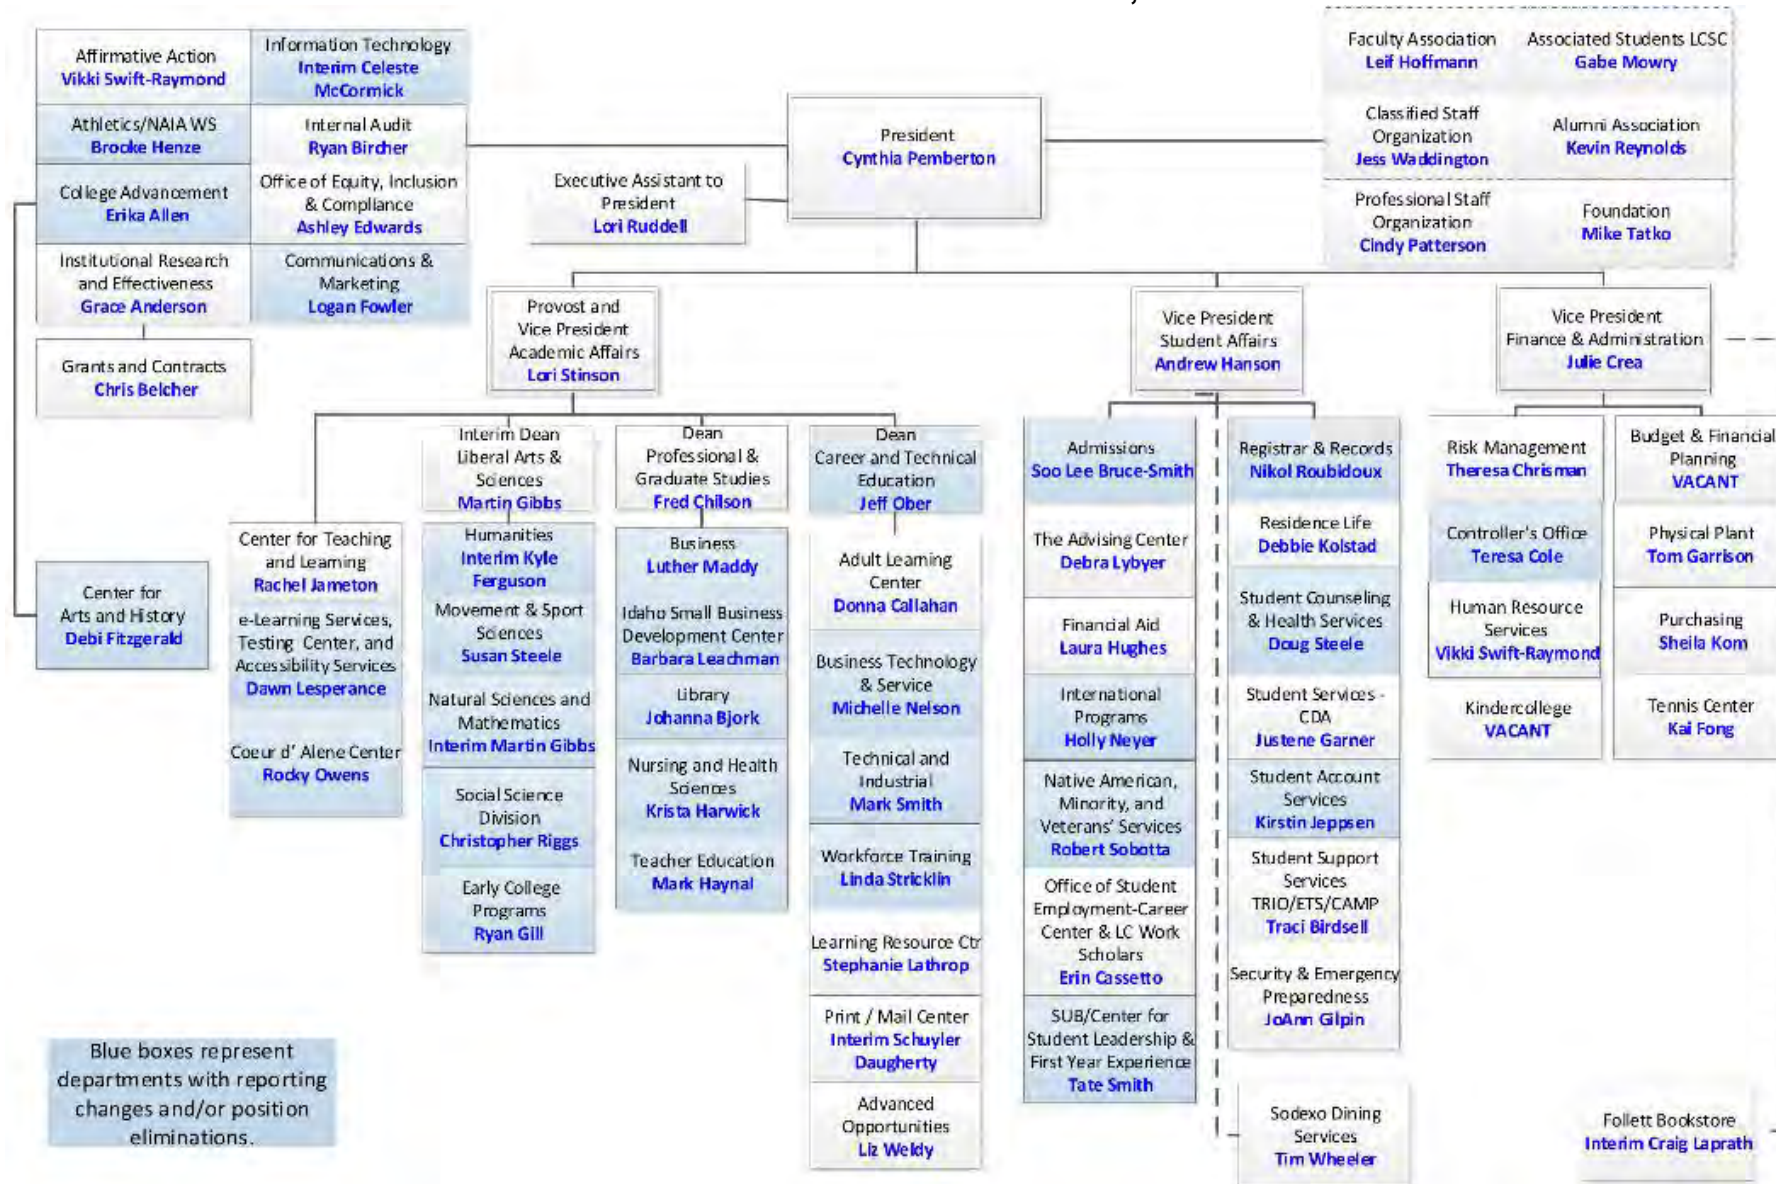 Affirmative Action
Vikki Swift-Raymond
Information Technology
Interim Celeste
McCormick
Athletics/NAIA WS
Brooke Henze
Internal Audit
Ryan Bircher
College Advancement
Erika Allen
Office of Equity, Inclusion
& Compliance
Ashley Edwards
Institutional Research
and Effectiveness
Grace Anderson
Communications &
Marketing
Logan Fowler
Grants and Contracts
Chris Belcher
Executive Assistant to
President
Lori Ruddell
President
Cynthia Pemberton
Faculty Association
Leif Hoffmann
Associated Students LCSC
Gabe Mowry
Classified Staff
Organization
Jess Waddington
Alumni Association
Kevin Reynolds
Professional Staff
Organization
Cindy Patterson
Foundation
Mike Tatko
Provost and
Vice President
Academic Affairs
Lori Stinson
Vice President
Student Affairs
Andrew Hanson
Vice President
Finance & Administration
Julie Crea
Center for
Arts and History
Debi Fitzgerald
Center for Teaching
and Learning
Rachel Jameton
e-Learning Services,
Testing Center, and
Accessibility Services
Dawn Lesperance
Coeur d' Alene Center
Rocky Owens
Interim Dean
Liberal Arts &
Sciences
Martin Gibbs
Humanities
Interim Kyle
Ferguson
Movement & Sport
Sciences
Susan Steele
Natural Sciences and
Mathematics
Interim Martin Gibbs
Social Science
Division
Christopher Riggs
Early College
Programs
Ryan Gill
Dean
Professional &
Graduate Studies
Fred Chilson
Business
Luther Maddy
Idaho Small Business
Development Center
Barbara Leachman
Library
Johanna Bjork
Nursing and Health
Sciences
Krista Harwick
Teacher Education
Mark Haynal
Dean
Career and Technical
Education
Jeff Ober
Adult Learning
Center
Donna Callahan
Business Technology
& Service
Michelle Nelson
Technical and
Industrial
Mark Smith
Workforce Training
Linda Stricklin
Learning Resource Ctr
Stephanie Lathrop
Print / Mail Center
Interim Schuyler
Daugherty
Advanced
Opportunities
Liz Weldy
Admissions
Soo Lee Bruce-Smith
The Advising Center
Debra Lybyer
Financial Aid
Laura Hughes
International
Programs
Holly Neyer
Native American,
Minority, and
Veterans' Services
Robert Sobotta
Office of Student
Employment-Career
Center & LC Work
Scholars
Erin Cassetto
SUB/Center for
Student Leadership &
First Year Experience
Tate Smith
Registrar & Records
Nikol Roubidoux
Residence Life
Debbie Kolstad
Student Counseling
& Health Services
Doug Steele
Student Services -
CDA
Justene Garner
Student Account
Services
Kirstin Jeppsen
Student Support
Services
TRIO/ETS/CAMP
Traci Birdsell
Security & Emergency
Preparedness
JoAnn Gilpin
Sodexo Dining
Services
Tim Wheeler
Risk Management
Theresa Chrisman
Controller's Office
Teresa Cole
Human Resource
Services
Vikki Swift-Raymond
Kindercollege
VACANT
Budget & Financial
Planning
VACANT
Physical Plant
Tom Garrison
Purchasing
Sheila Kom
Tennis Center
Kai Fong
Follett Bookstore
Interim Craig Laprath
Blue boxes represent
departments with reporting
changes and/or position
eliminations.